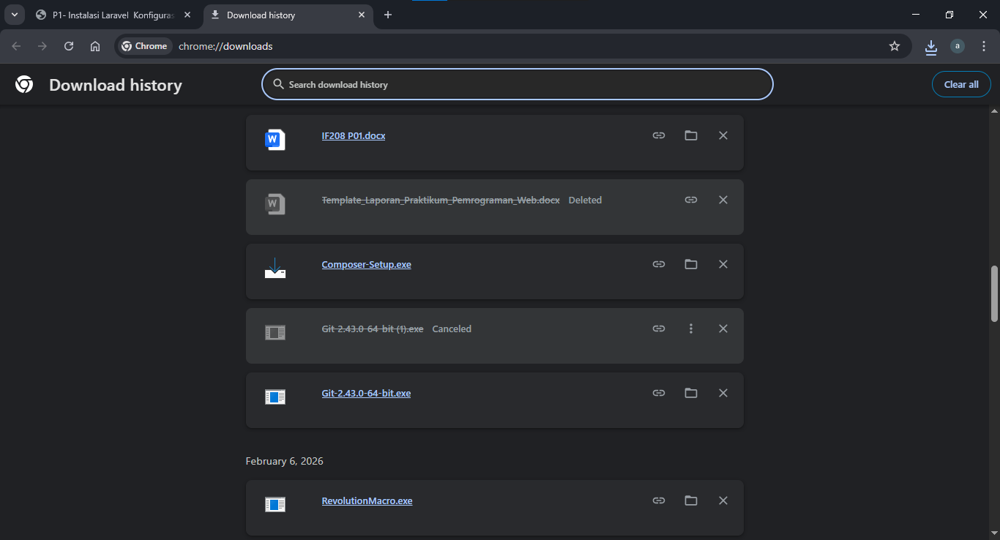 P1- Instalasi Laravel Konfiguras
Download history
Chrome
chrome://downloads
a
Download history
Search download history
Clear all
IF208 P01.docx
Template_Laporan_Praktikum_Pemrograman_Web.docx Deleted
Composer-Setup.exe
Git-2.43.0-64-bit (1).exe Canceled
Git-2.43.0-64-bit.exe
February 6, 2026
RevolutionMacro.exe